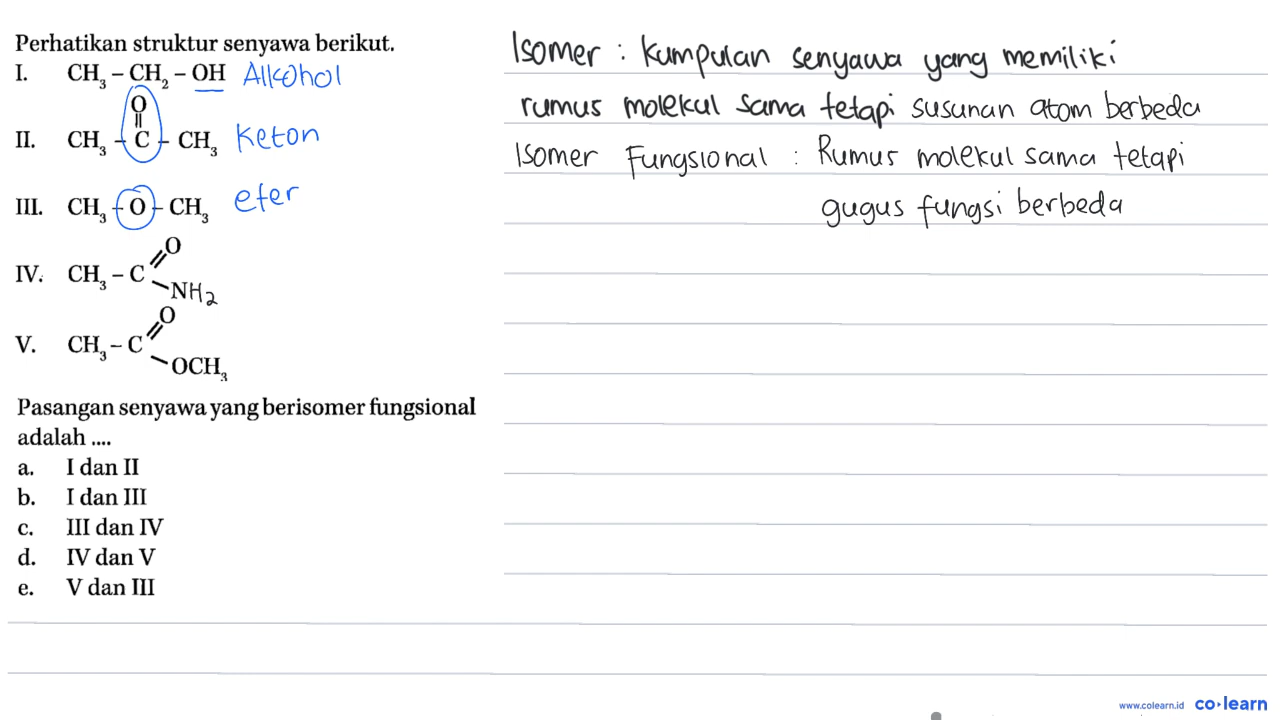 Perhatikan struktur senyawa berikut.
I. CH₃ – CH₂ – OH Alkohol
O
II. CH₃ – C – CH₃ Keton
III. CH₃ – O – CH₃ eter
O
IV. CH₃ – C
NH₂
O
V. CH₃ – C
OCH₃
Pasangan senyawa yang berisomer fungsional
adalah ....
a. I dan II
b. I dan III
c. III dan IV
d. IV dan V
e. V dan III
Isomer : Kumpulan senyawa yang memiliki
rumus molekul sama tetapi susunan atom berbeda
Isomer Fungsional : Rumus molekul sama tetapi
gugus fungsi berbeda
www.colearn.id co·learn